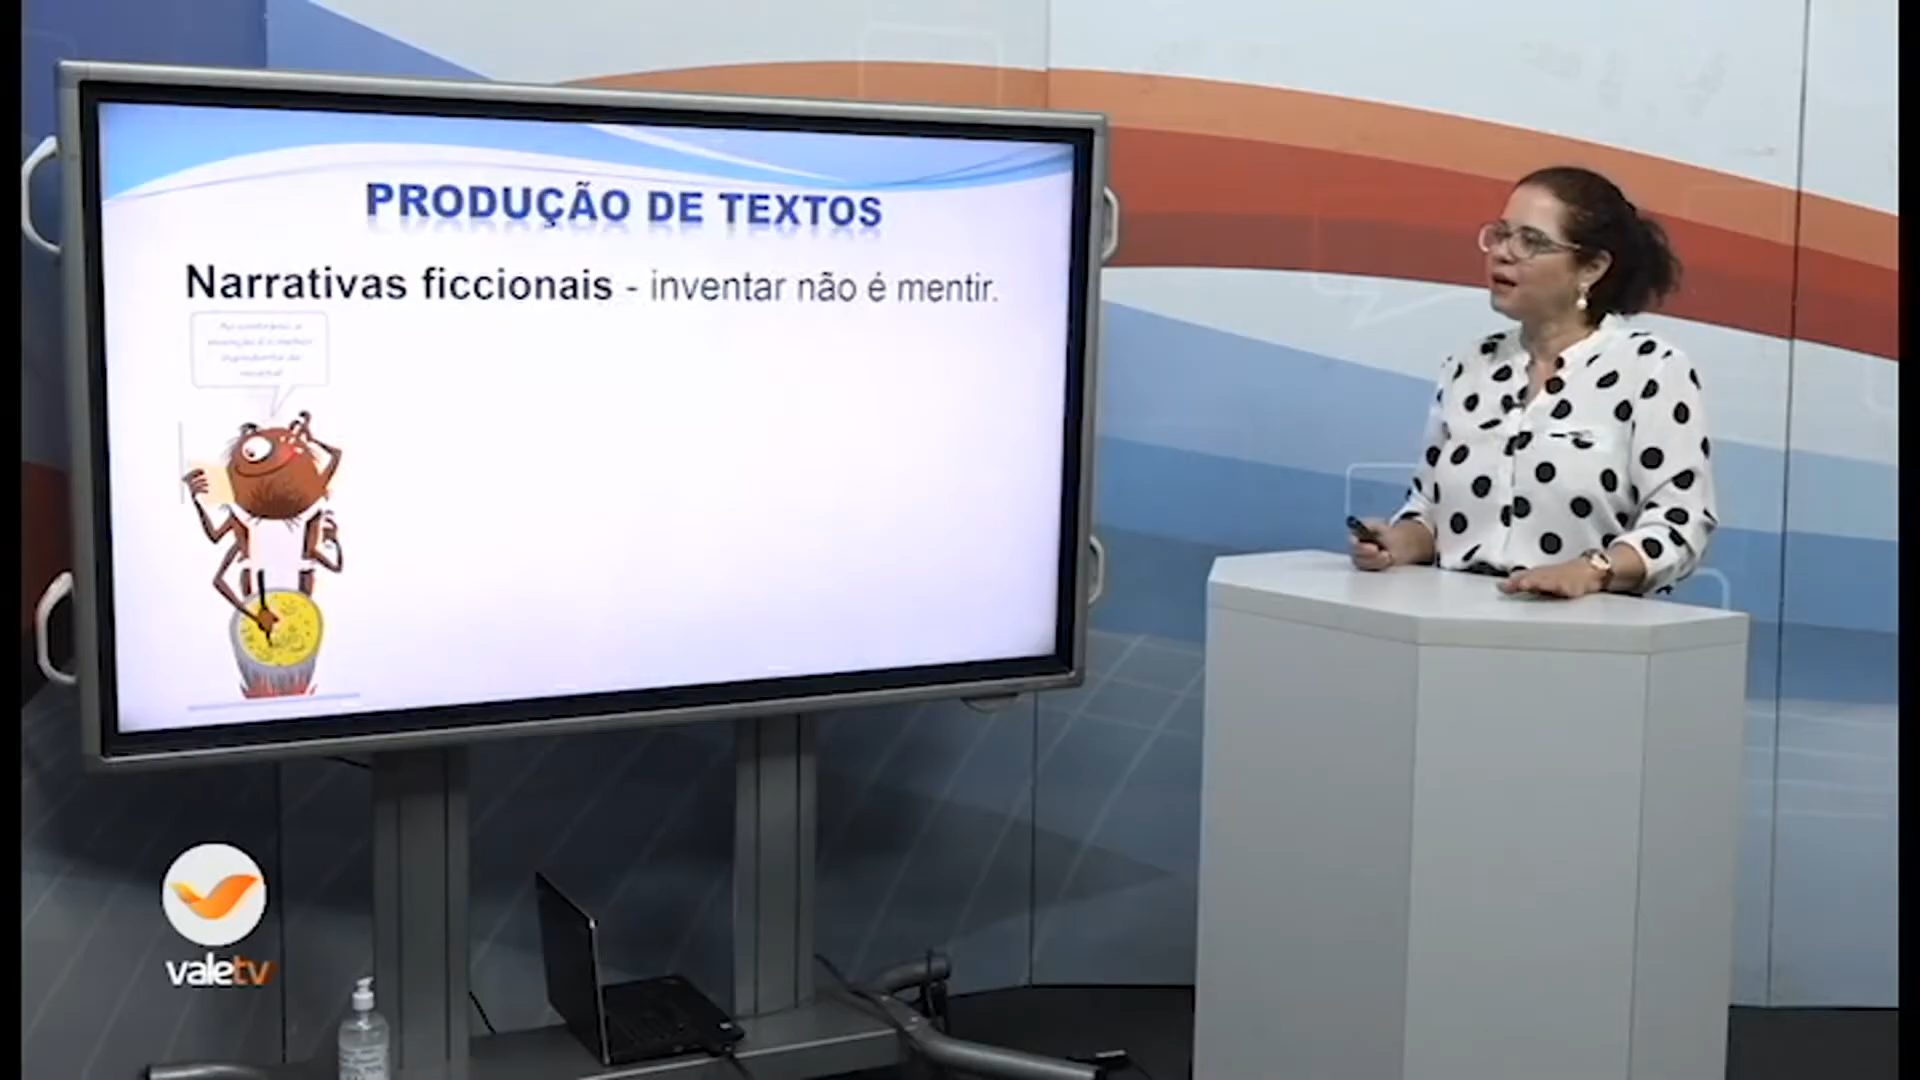 PRODUÇÃO DE TEXTOS
Narrativas ficcionais - inventar não é mentir.
valetv